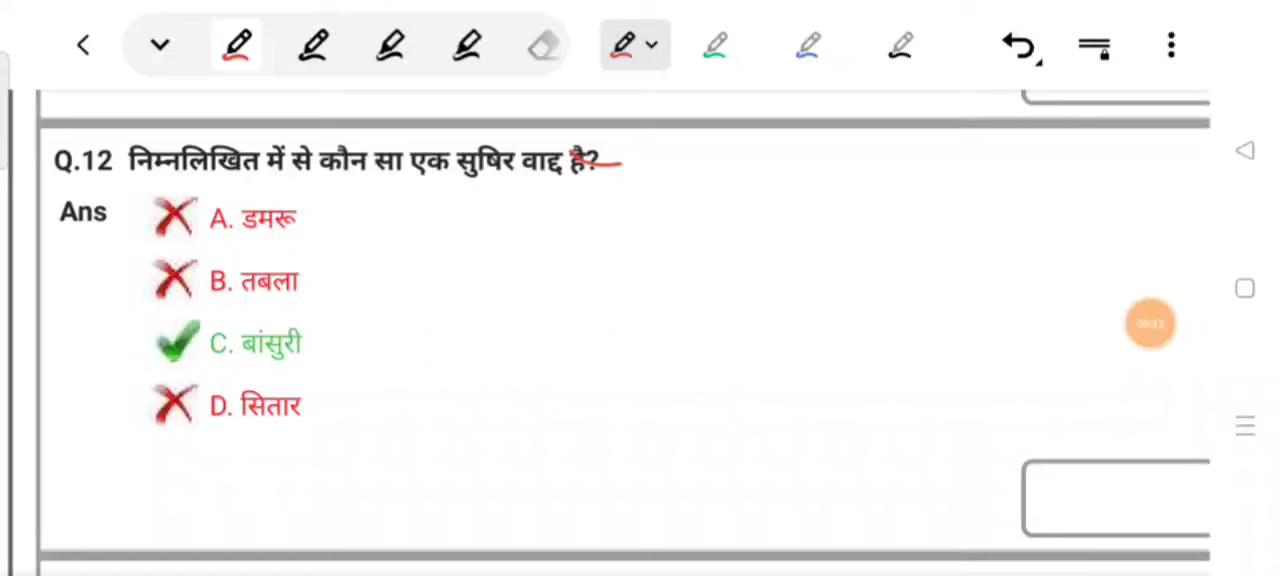 Q.12 निम्नलिखित में से कौन सा एक सुषिर वाद्द है?
Ans
A. डमरू
B. तबला
C. बांसुरी
D. सितार